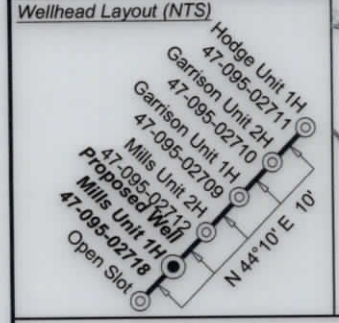 Wellhead Layout (NTS)
Hodge Unit 1H
47-095-02711
Garrison Unit 2H
47-095-02710
Garrison Unit 1H
47-095-02709
Mills Unit 2H
47-095-02712
Proposed Well
Mills Unit 1H
47-095-02718
Open Slot
N 44°10' E 10'